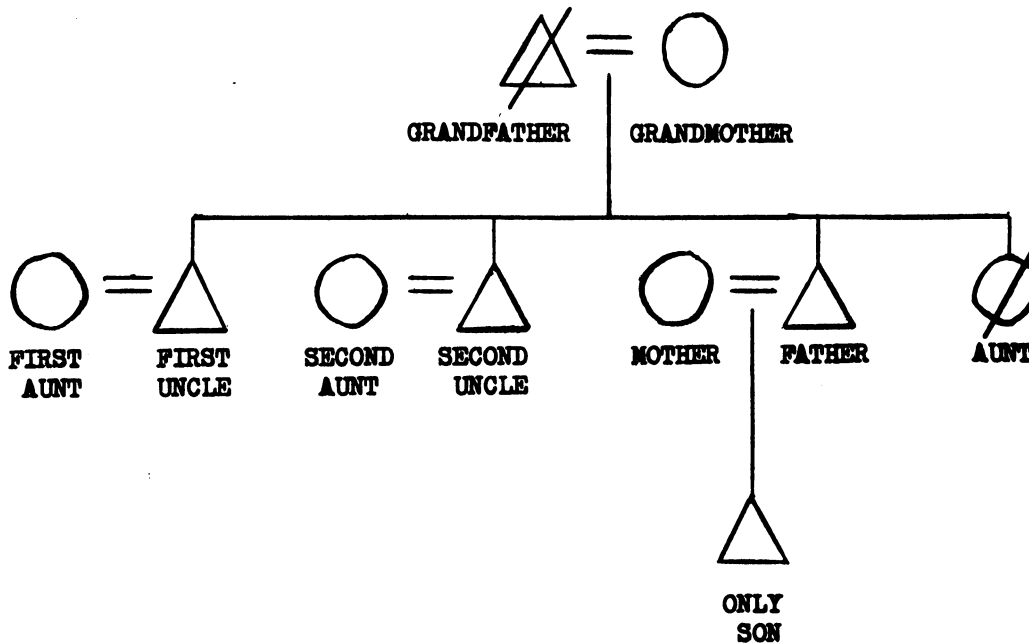 GRANDFATHER GRANDMOTHER
FIRST AUNT
FIRST UNCLE
SECOND AUNT
SECOND UNCLE
MOTHER
FATHER
AUNT
ONLY
SON